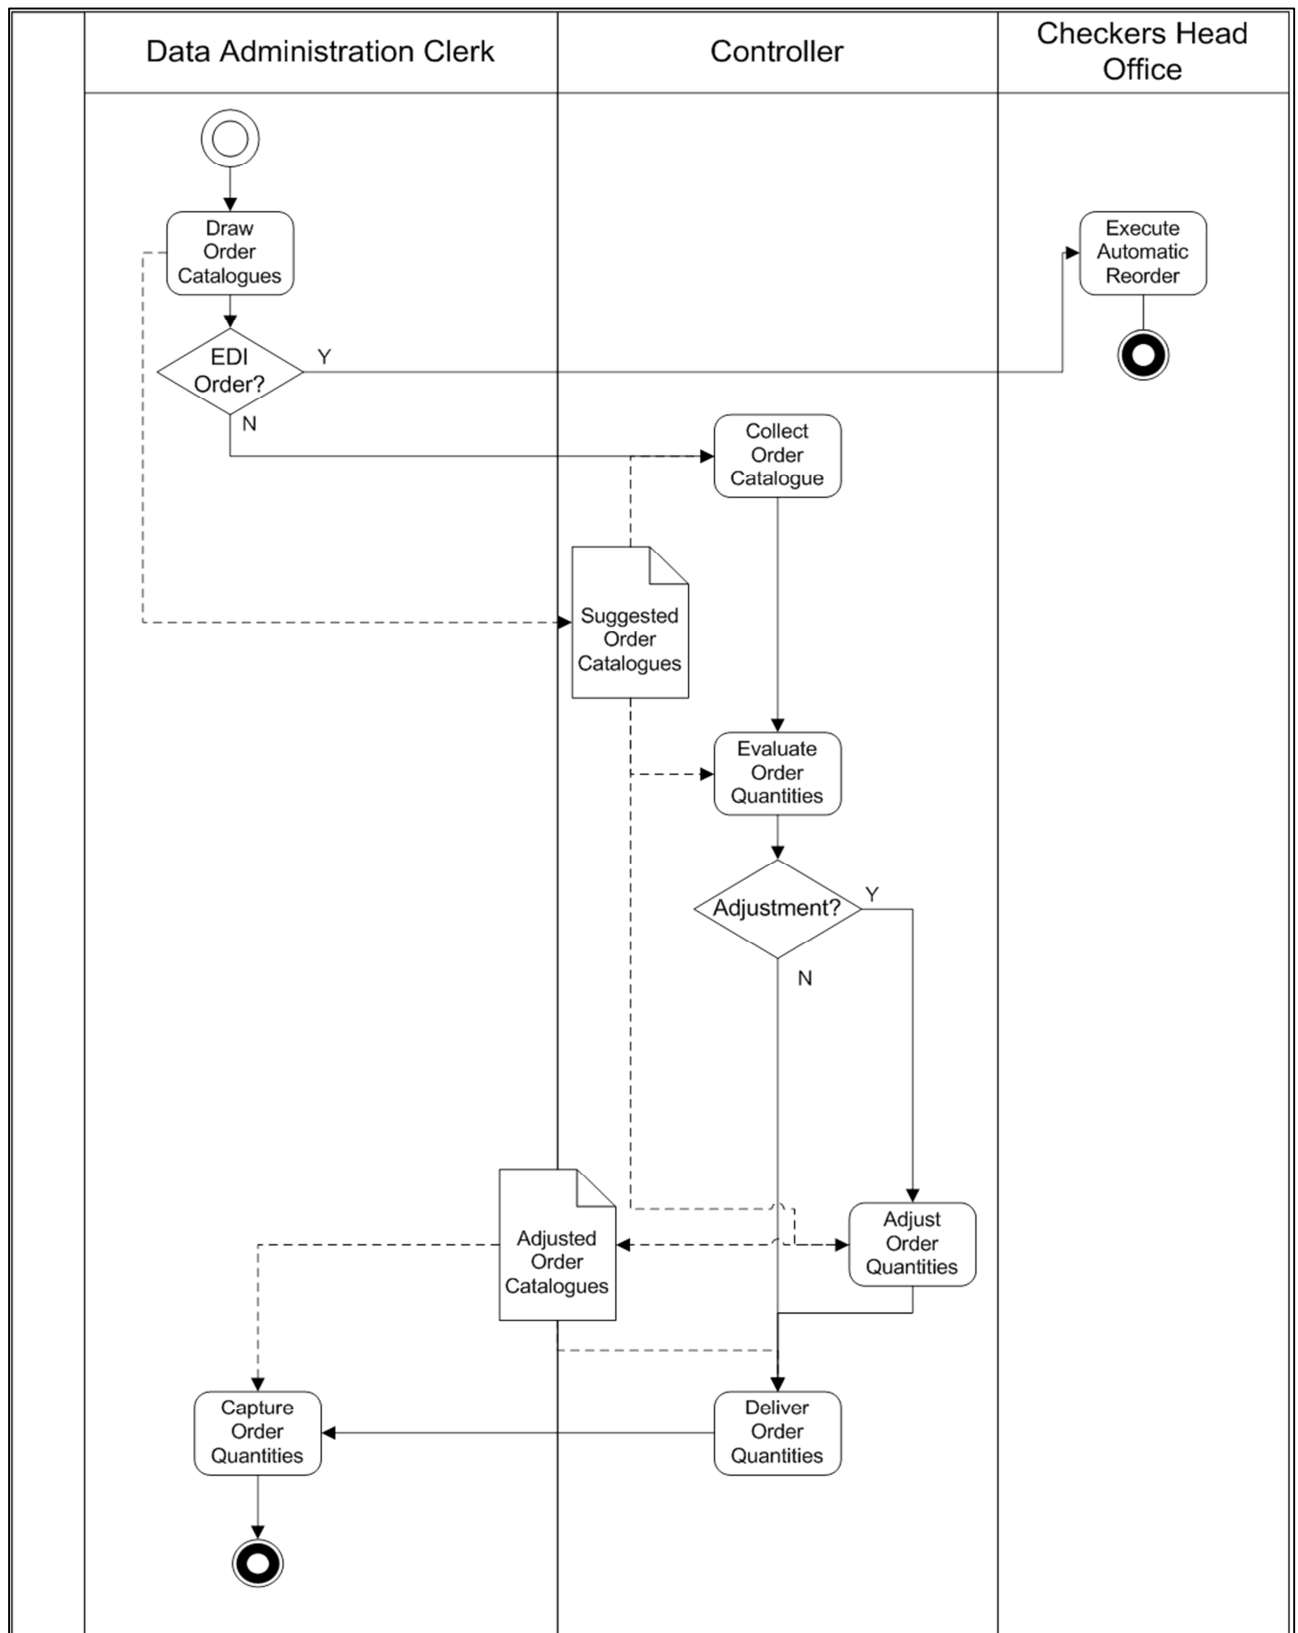 Data Administration Clerk
Controller
Checkers Head
Office
Draw
Order
Catalogues
Execute
Automatic
Reorder
EDI
Order?
Y
N
Collect
Order
Catalogue
Suggested
Order
Catalogues
Evaluate
Order
Quantities
Adjustment?
Y
N
Adjusted
Order
Catalogues
Adjust
Order
Quantities
Capture
Order
Quantities
Deliver
Order
Quantities